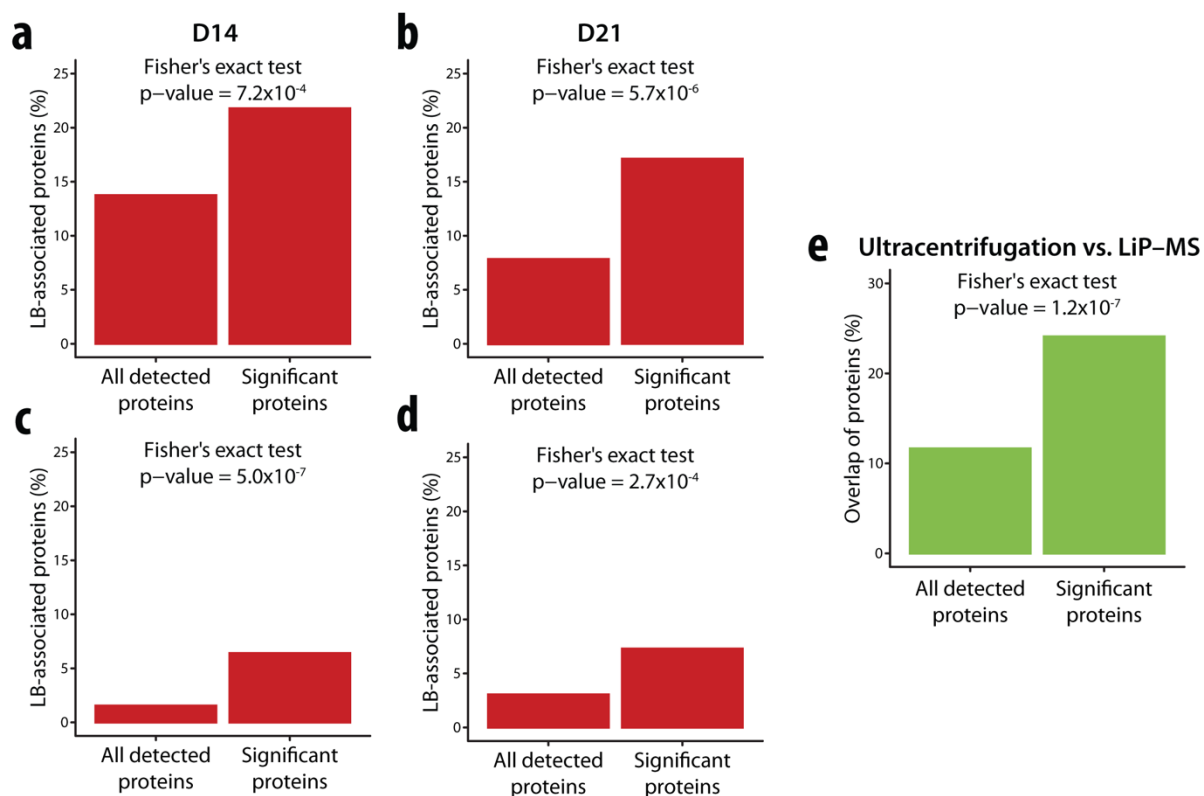 a
D14
Fisher's exact test
p−value = 7.2x10⁻⁴
LB-associated proteins (%)
25
20
15
10
5
0
All detected
proteins
Significant
proteins
b
D21
Fisher's exact test
p−value = 5.7x10⁻⁶
LB-associated proteins (%)
25
20
15
10
5
0
All detected
proteins
Significant
proteins
c
Fisher's exact test
p−value = 5.0x10⁻⁷
LB-associated proteins (%)
25
20
15
10
5
0
All detected
proteins
Significant
proteins
d
Fisher's exact test
p−value = 2.7x10⁻⁴
LB-associated proteins (%)
25
20
15
10
5
0
All detected
proteins
Significant
proteins
e
Ultracentrifugation vs. LiP−MS
Fisher's exact test
p−value = 1.2x10⁻⁷
Overlap of proteins (%)
30
20
10
0
All detected
proteins
Significant
proteins